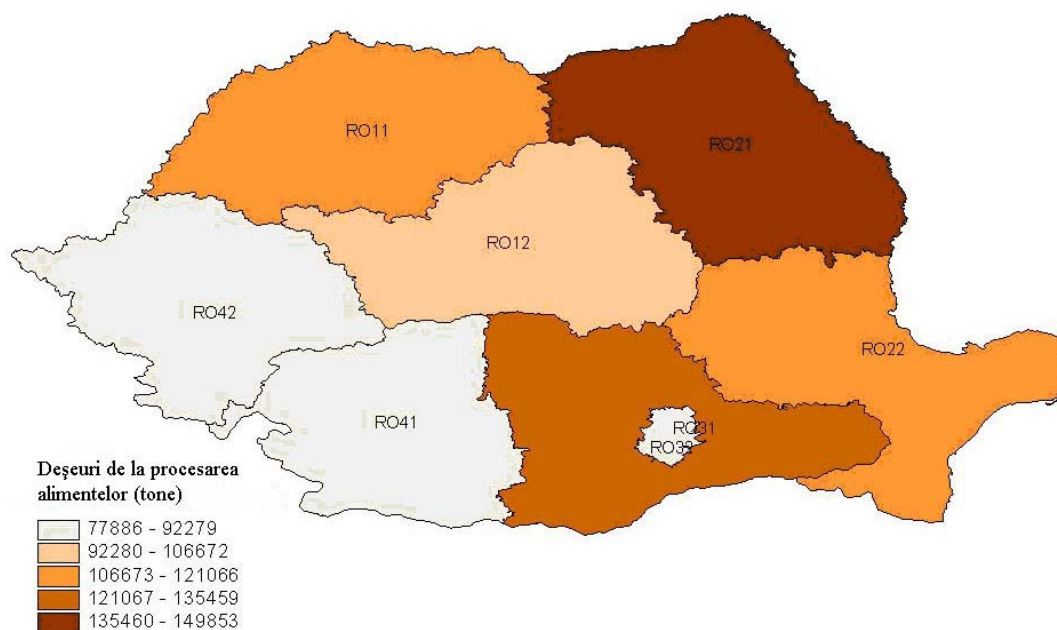 RO11
RO21
RO12
RO42
RO22
RO41
RO31
RO32
Deşeuri de la procesarea
alimentelor (tone)
77886 - 92279
92280 - 106672
106673 - 121066
121067 - 135459
135460 - 149853